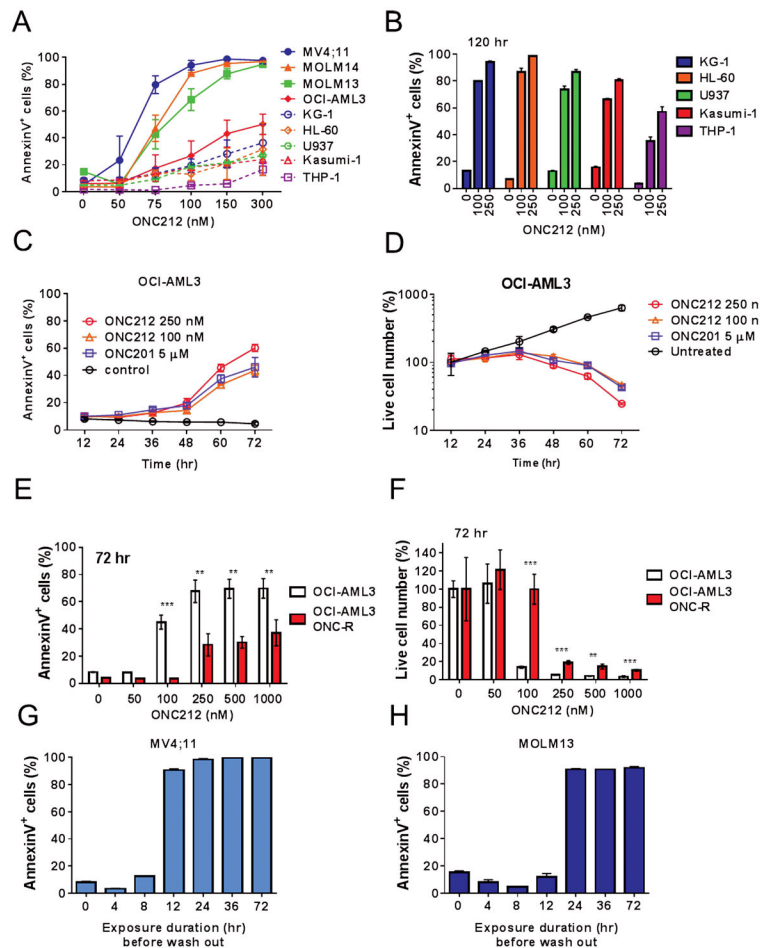 A
AnnexinV⁺ cells (%)
100
80
60
40
20
0
0 50 75 100 150 300
ONC212 (nM)
MV4;11
MOLM14
MOLM13
OCI-AML3
KG-1
HL-60
U937
Kasumi-1
THP-1
B
120 hr
AnnexinV⁺ cells (%)
100
80
60
40
20
0
0 100 250 0 100 250 0 100 250 0 100 250 0 100 250
ONC212 (nM)
KG-1
HL-60
U937
Kasumi-1
THP-1
C
OCI-AML3
AnnexinV⁺ cells (%)
100
80
60
40
20
0
12 24 36 48 60 72
Time (hr)
ONC212 250 nM
ONC212 100 nM
ONC201 5 μM
control
D
OCI-AML3
Live cell number (%)
1000
100
10
12 24 36 48 60 72
Time (hr)
ONC212 250 n
ONC212 100 n
ONC201 5 μM
Untreated
E
72 hr
AnnexinV⁺ cells (%)
100
80
60
40
20
0
*** ** ** **
0 50 100 250 500 1000
ONC212 (nM)
OCI-AML3
OCI-AML3
ONC-R
F
72 hr
Live cell number (%)
140
120
100
80
60
40
20
0
*** *** ** ***
0 50 100 250 500 1000
ONC212 (nM)
OCI-AML3
OCI-AML3
ONC-R
G
MV4;11
AnnexinV⁺ cells (%)
100
80
60
40
20
0
0 4 8 12 24 36 72
Exposure duration (hr)
before wash out
H
MOLM13
AnnexinV⁺ cells (%)
100
80
60
40
20
0
0 4 8 12 24 36 72
Exposure duration (hr)
before wash out